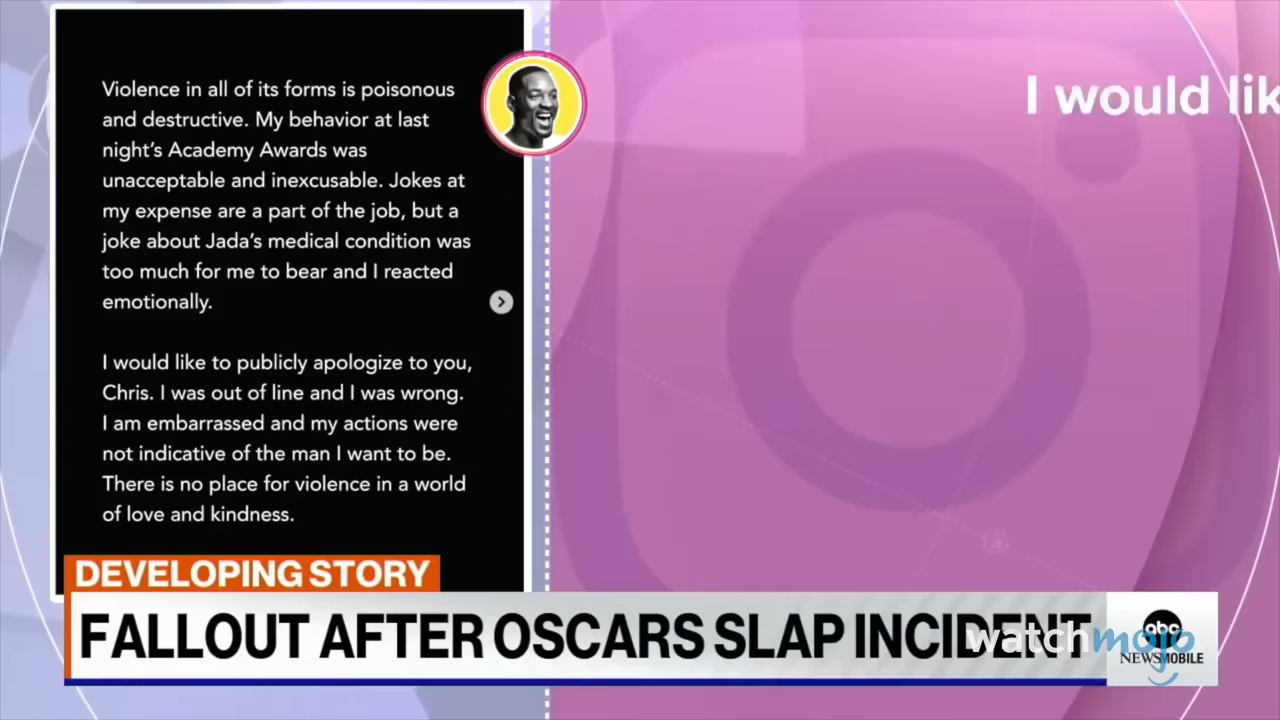 Violence in all of its forms is poisonous
and destructive. My behavior at last
night's Academy Awards was
unacceptable and inexcusable. Jokes at
my expense are a part of the job, but a
joke about Jada's medical condition was
too much for me to bear and I reacted
emotionally.
I would like to publicly apologize to you,
Chris. I was out of line and I was wrong.
I am embarrassed and my actions were
not indicative of the man I want to be.
There is no place for violence in a world
of love and kindness.
I would lik
DEVELOPING STORY
FALLOUT AFTER OSCARS SLAP INCIDENT
watchmojo
abc
NEWSMOBILE